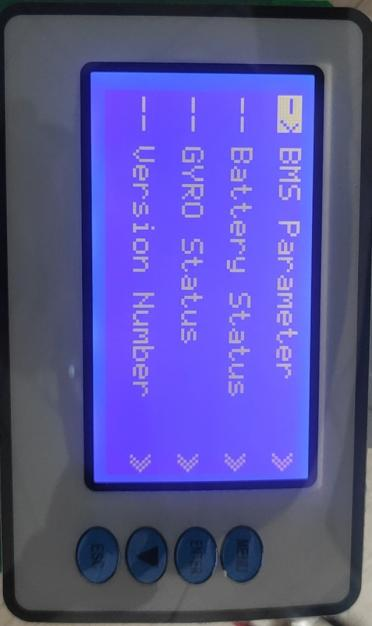 -> BMS Parameter »
-- Battery Status »
-- GYRO Status »
-- Version Number »
MENU
ENTER
▼
ESC